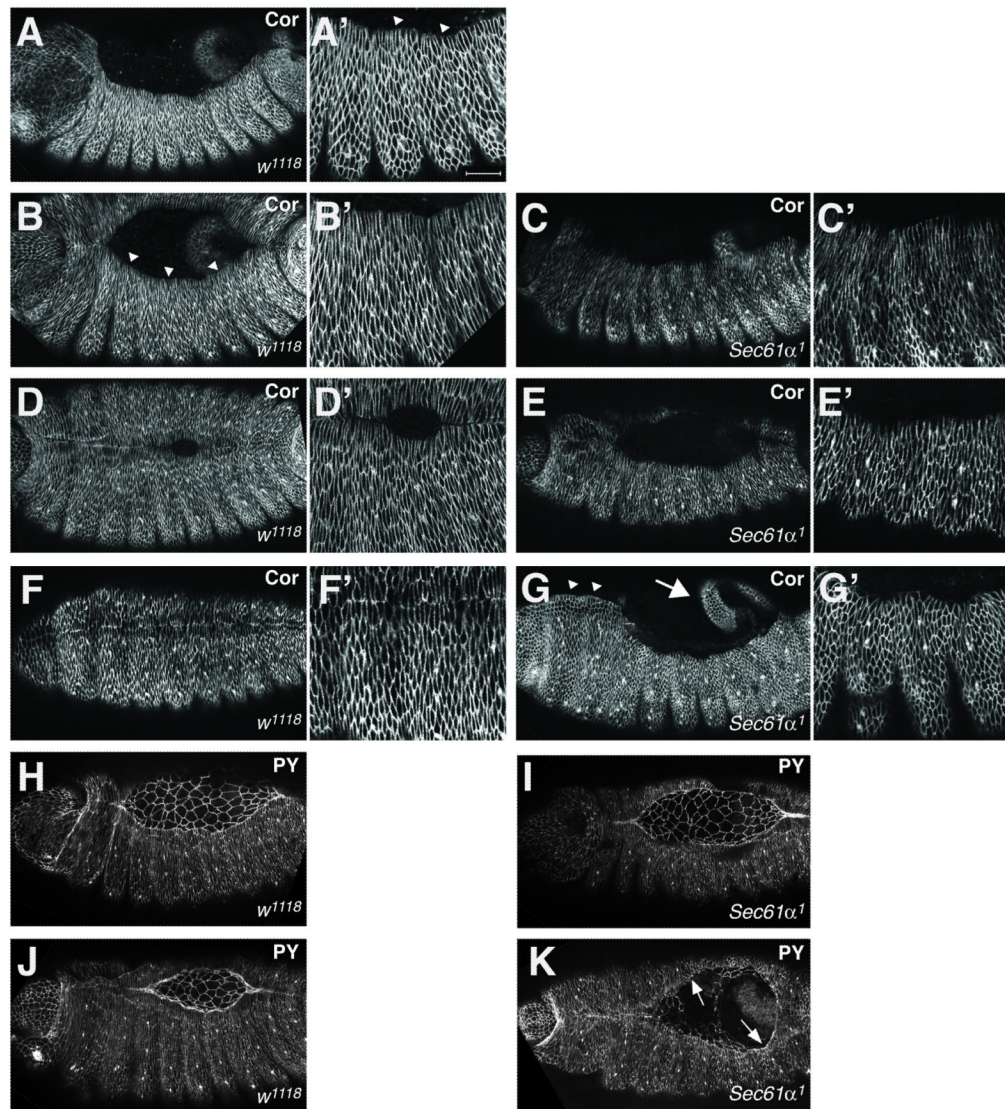 A Cor w1118
A’
B Cor w1118
B’
C Cor Sec61α1
C’
D Cor w1118
D’
E Cor Sec61α1
E’
F Cor w1118
F’
G Cor Sec61α1
G’
H PY w1118
I PY Sec61α1
J PY w1118
K PY Sec61α1